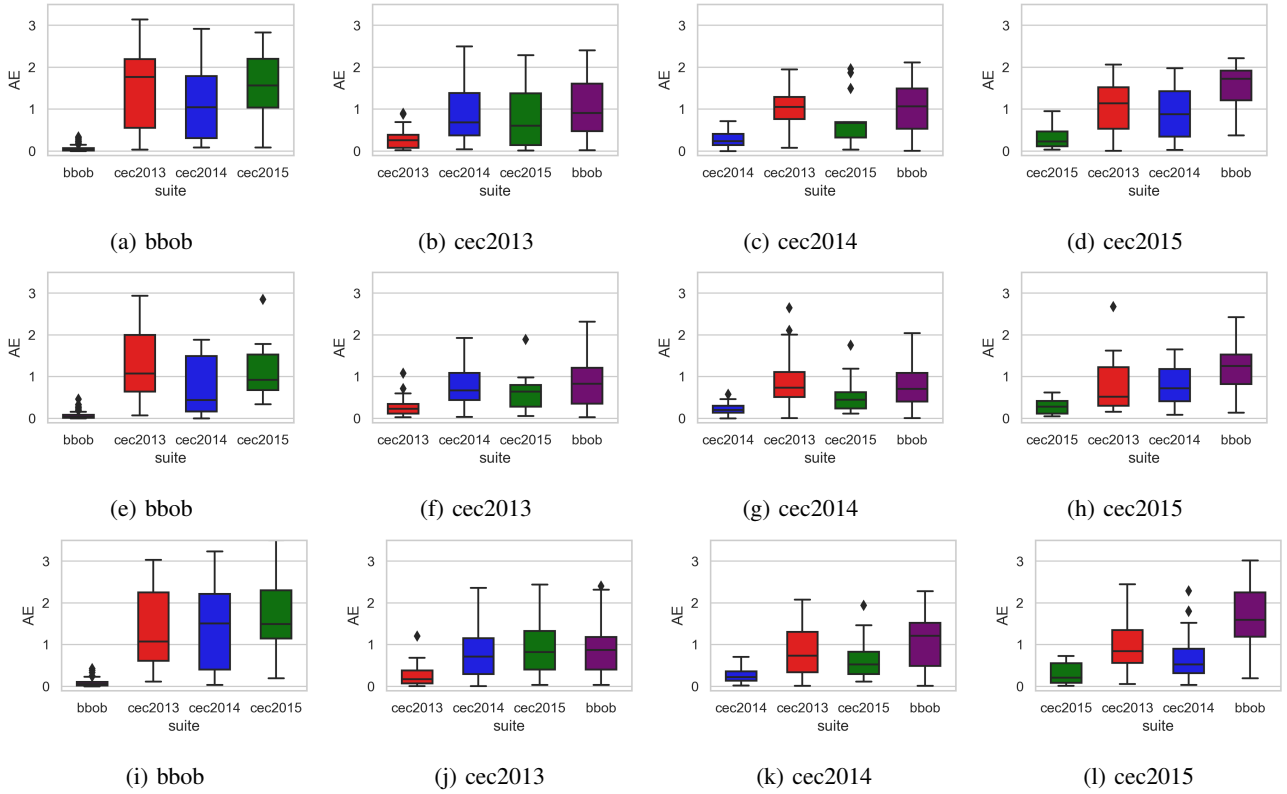 AE
3
2
1
0
bbob cec2013 cec2014 cec2015
suite
(a) bbob
AE
3
2
1
0
cec2013 cec2014 cec2015 bbob
suite
(b) cec2013
AE
3
2
1
0
cec2014 cec2013 cec2015 bbob
suite
(c) cec2014
AE
3
2
1
0
cec2015 cec2013 cec2014 bbob
suite
(d) cec2015
AE
3
2
1
0
bbob cec2013 cec2014 cec2015
suite
(e) bbob
AE
3
2
1
0
cec2013 cec2014 cec2015 bbob
suite
(f) cec2013
AE
3
2
1
0
cec2014 cec2013 cec2015 bbob
suite
(g) cec2014
AE
3
2
1
0
cec2015 cec2013 cec2014 bbob
suite
(h) cec2015
AE
3
2
1
0
bbob cec2013 cec2014 cec2015
suite
(i) bbob
AE
3
2
1
0
cec2013 cec2014 cec2015 bbob
suite
(j) cec2013
AE
3
2
1
0
cec2014 cec2013 cec2015 bbob
suite
(k) cec2014
AE
3
2
1
0
cec2015 cec2013 cec2014 bbob
suite
(l) cec2015